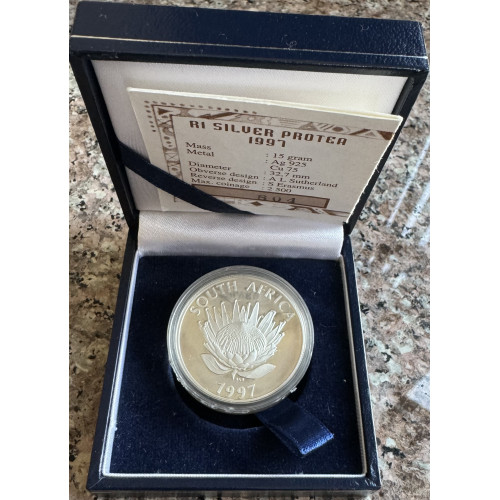 R1 SILVER PROTEA
1997
Mass : 15 gram
Metal : Ag 925
Cu 75
Diameter : 32.7 mm
Obverse design : A L Sutherland
Reverse design : S Erasmus
Max. coinage : 2 500
SOUTH AFRICA
1997